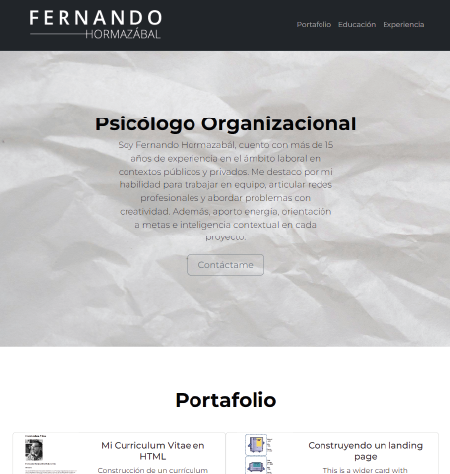 FERNANDO
HORMAZÁBAL
Portafolio Educación Experiencia
Psicólogo Organizacional
Soy Fernando Hormazabál, cuento con más de 15
años de experiencia en el ámbito laboral en
contextos públicos y privados. Me destaco por mi
habilidad para trabajar en equipo, articular redes
profesionales y abordar problemas con
creatividad. Además, aporto energía, orientación
a metas e inteligencia contextual en cada
proyecto.
Contáctame
Portafolio
Mi Curriculum Vitae en
HTML
Construcción de un currículum
Construyendo un landing
page
This is a wider card with